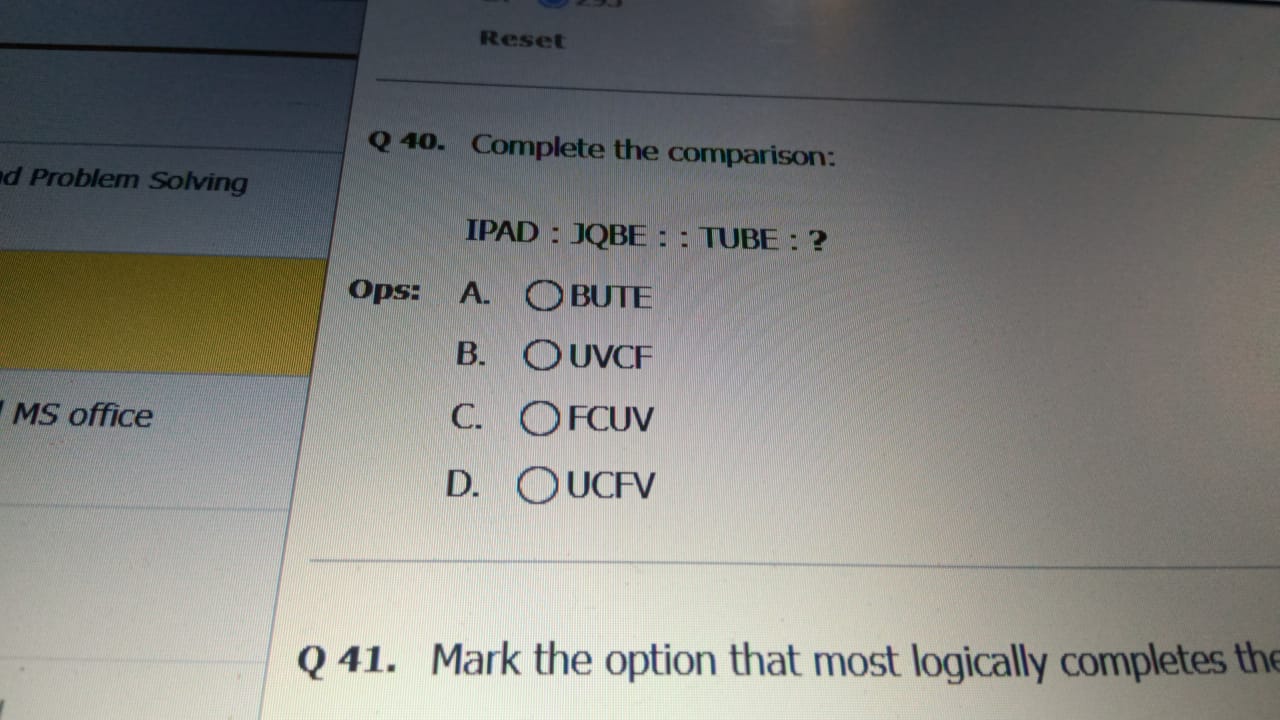 Reset
Q 40. Complete the comparison:
nd Problem Solving
IPAD : JQBE : : TUBE : ?
Ops: A. BUTE
B. UVCF
MS office
C. FCUV
D. UCFV
Q 41. Mark the option that most logically completes the